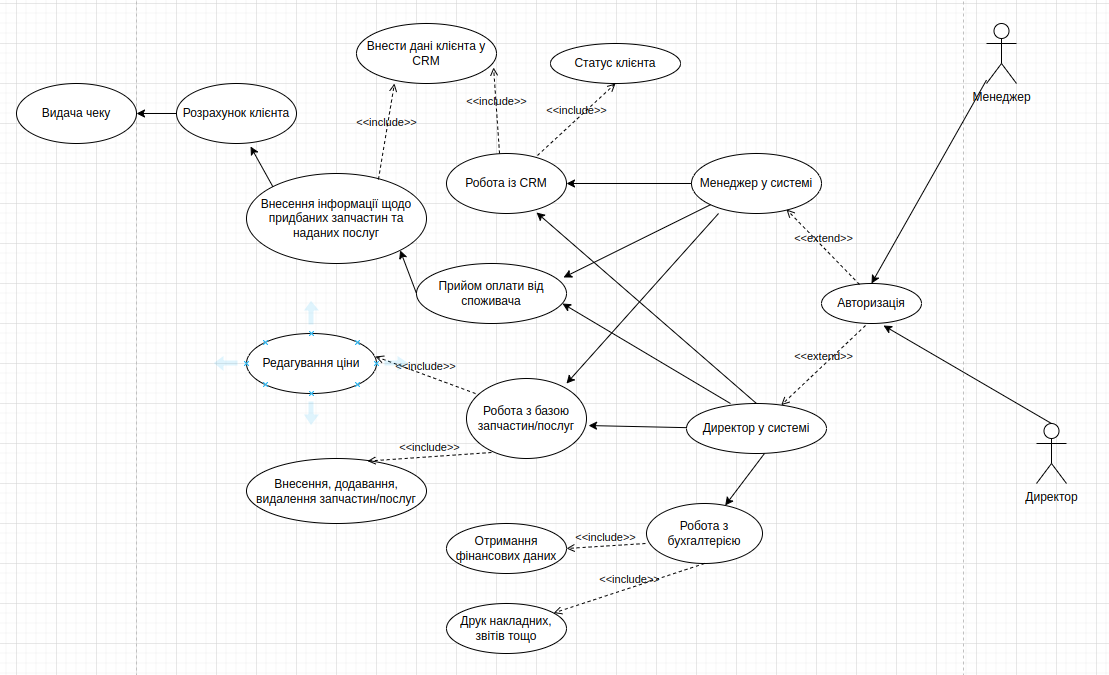 Внести дані клієнта у
CRM
Статус клієнта
<<include>>
<<include>>
<<include>>
Менеджер
Видача чеку
Розрахунок клієнта
Робота із CRM
Менеджер у системі
Внесення інформації щодо
придбаних запчастин та
наданих послуг
<<extend>>
Прийом оплати від
споживача
Авторизація
<<extend>>
Редагування ціни
<<include>>
Робота з базою
запчастин/послуг
Директор у системі
<<include>>
Внесення, додавання,
видалення запчастин/послуг
Директор
Робота з
бухгалтерією
<<include>>
Отримання
фінансових даних
<<include>>
Друк накладних,
звітів тощо